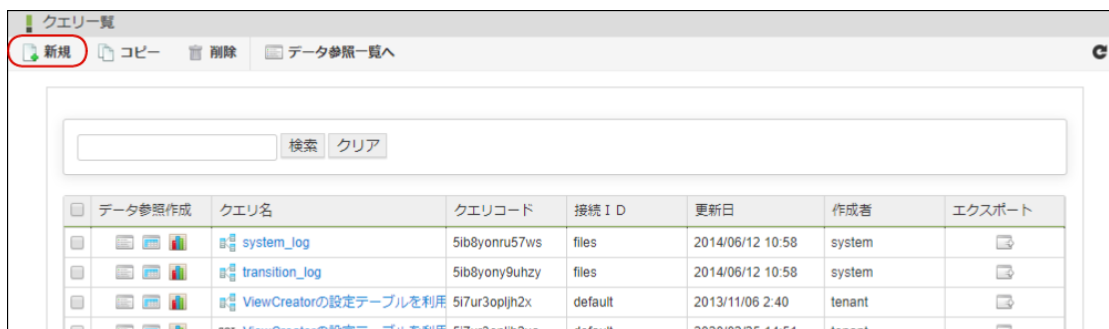 クエリ一覧
新規 コピー 削除 データ参照一覧へ
検索 クリア
データ参照作成 クエリ名 クエリコード 接続ＩＤ 更新日 作成者 エクスポート
system_log 5ib8yonru57ws files 2014/06/12 10:58 system
transition_log 5ib8yony9uhzy files 2014/06/12 10:58 system
ViewCreatorの設定テーブルを利用 5i7ur3opljh2x default 2013/11/06 2:40 tenant